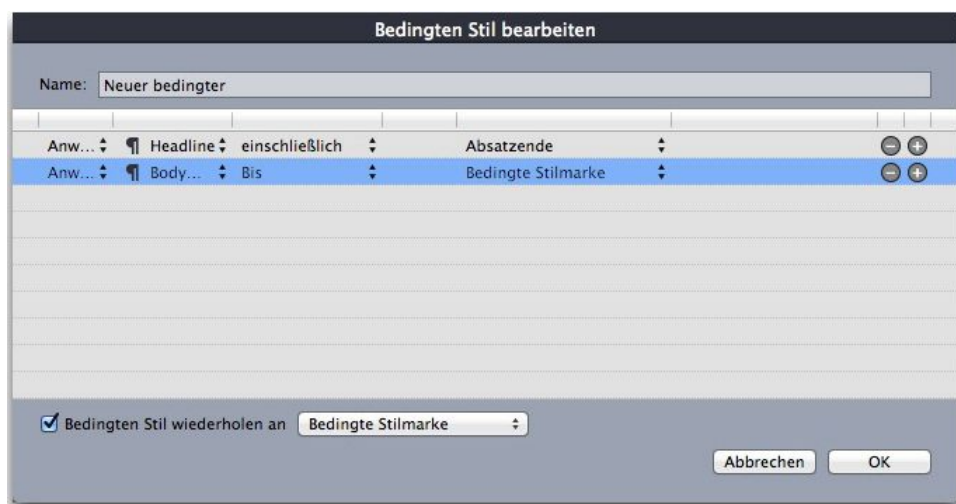 Bedingten Stil bearbeiten
Name: Neuer bedingter
Anw... ¶ Headline einschließlich Absatzende
Anw... ¶ Body... Bis Bedingte Stilmarke
Bedingten Stil wiederholen an Bedingte Stilmarke
Abbrechen OK